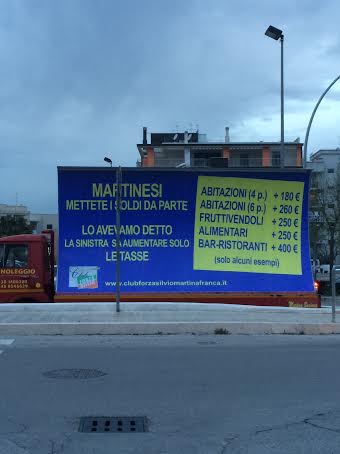 MARTINESI
METTETE I SOLDI DA PARTE
LO AVEVAMO DETTO
LA SINISTRA SA AUMENTARE SOLO
LE TASSE
ABITAZIONI (4 p.) + 180 €
ABITAZIONI (6 p.) + 260 €
FRUTTIVENDOLI + 250 €
ALIMENTARI + 250 €
BAR-RISTORANTI + 400 €
(solo alcuni esempi)
www.clubforzasilviomartinafranca.it
NOLEGGIO